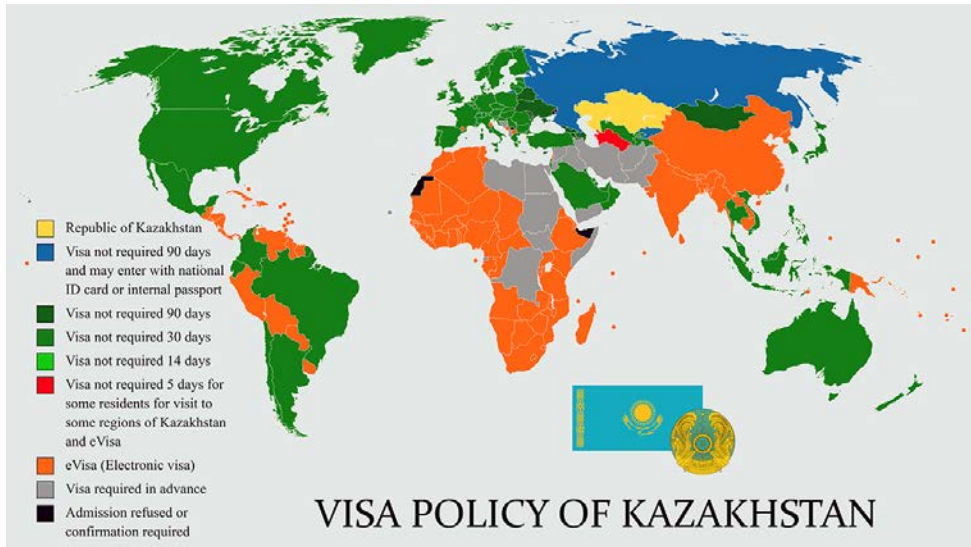 Republic of Kazakhstan
Visa not required 90 days
and may enter with national
ID card or internal passport
Visa not required 90 days
Visa not required 30 days
Visa not required 14 days
Visa not required 5 days for
some residents for visit to
some regions of Kazakhstan
and eVisa
eVisa (Electronic visa)
Visa required in advance
Admission refused or
confirmation required
VISA POLICY OF KAZAKHSTAN